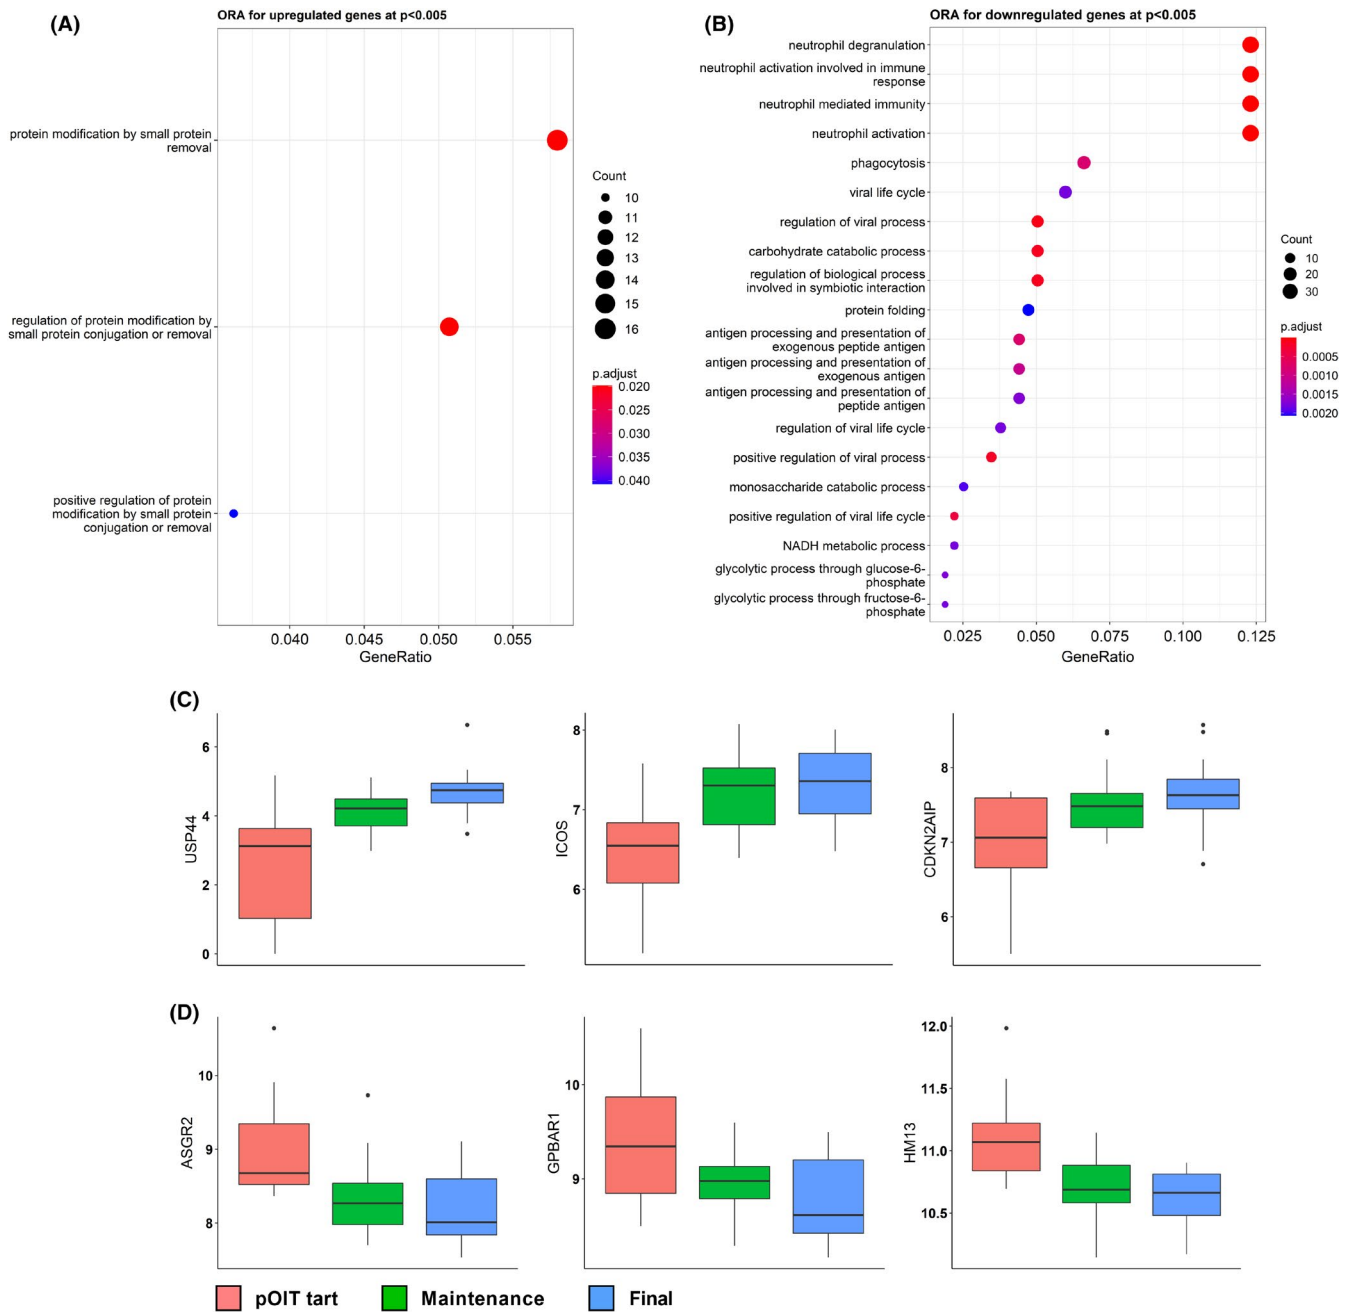 (A)
ORA for upregulated genes at p<0.005
protein modification by small protein
removal
regulation of protein modification by
small protein conjugation or removal
positive regulation of protein
modification by small protein
conjugation or removal
0.040
0.045
0.050
0.055
GeneRatio
Count
10
11
12
13
14
15
16
p.adjust
0.020
0.025
0.030
0.035
0.040
(B)
ORA for downregulated genes at p<0.005
neutrophil degranulation
neutrophil activation involved in immune
response
neutrophil mediated immunity
neutrophil activation
phagocytosis
viral life cycle
regulation of viral process
carbohydrate catabolic process
regulation of biological process
involved in symbiotic interaction
protein folding
antigen processing and presentation of
exogenous peptide antigen
antigen processing and presentation of
exogenous antigen
antigen processing and presentation of
peptide antigen
regulation of viral life cycle
positive regulation of viral process
monosaccharide catabolic process
positive regulation of viral life cycle
NADH metabolic process
glycolytic process through glucose-6-
phosphate
glycolytic process through fructose-6-
phosphate
0.025
0.050
0.075
0.100
0.125
GeneRatio
Count
10
20
30
p.adjust
0.0005
0.0010
0.0015
0.0020
(C)
USP44
6
4
2
0
ICOS
8
7
6
CDKN2AIP
8
7
6
(D)
ASGR2
10
9
8
GPBAR1
10
9
HM13
12.0
11.5
11.0
10.5
pOIT tart
Maintenance
Final